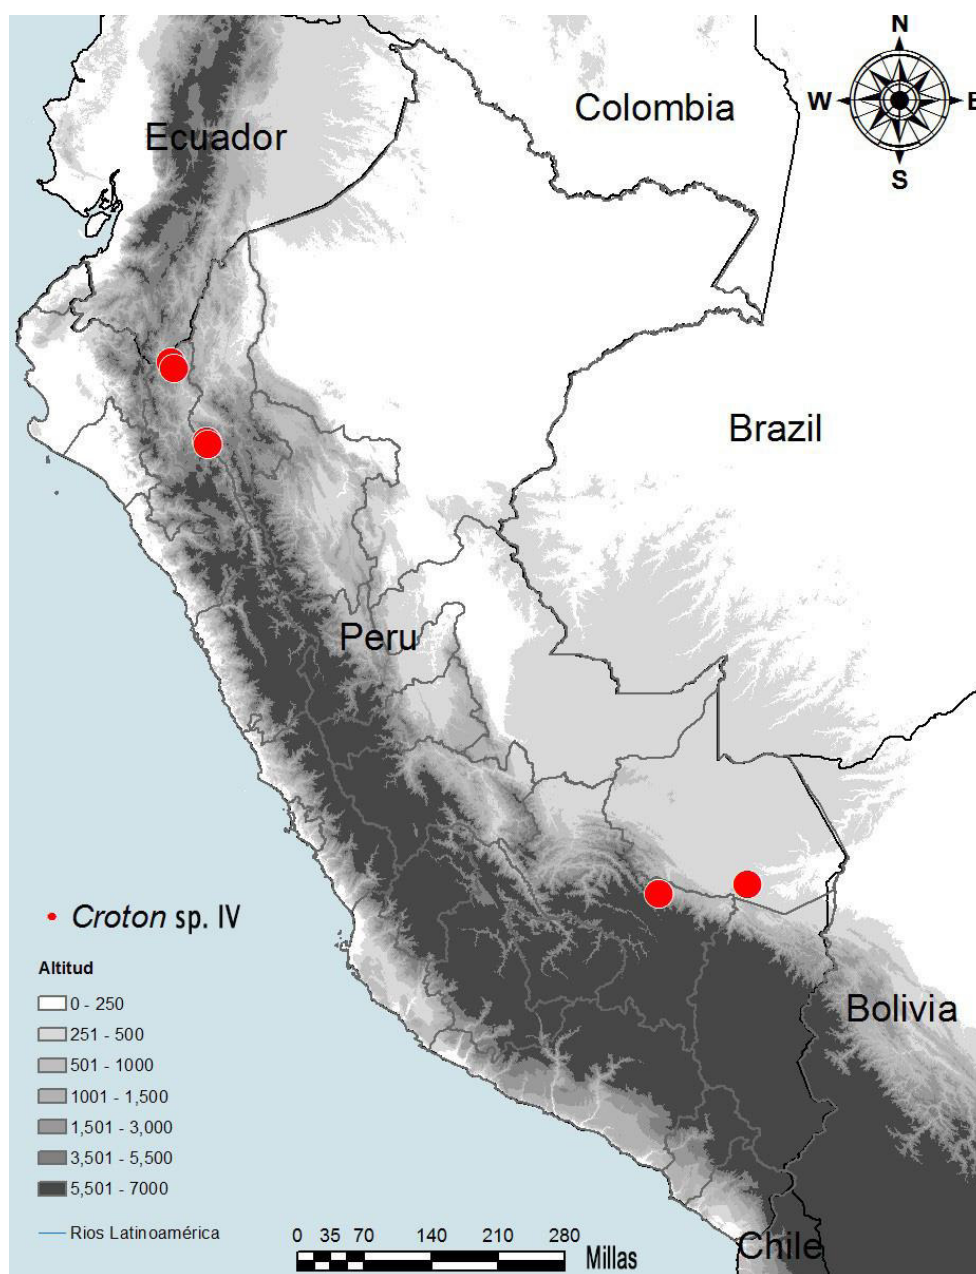 N
W
E
S
Colombia
Ecuador
Brazil
Peru
Croton sp. IV
Altitud
0 - 250
251 - 500
501 - 1000
1001 - 1,500
1,501 - 3,000
3,501 - 5,500
5,501 - 7000
Bolivia
Rios Latinoamérica
0 35 70 140 210 280
Millas
Chile